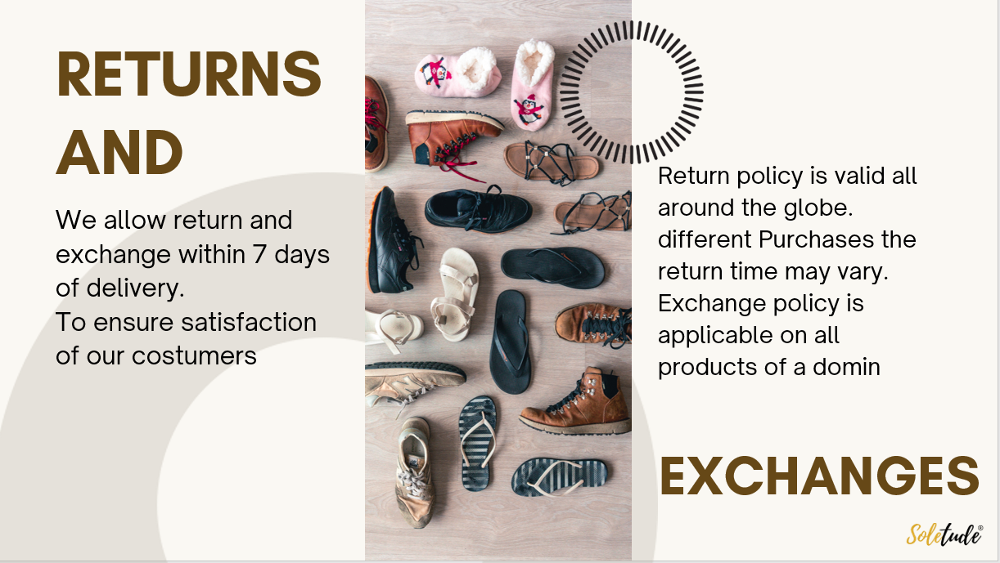 RETURNS
AND
We allow return and
exchange within 7 days
of delivery.
To ensure satisfaction
of our costumers
Return policy is valid all
around the globe.
different Purchases the
return time may vary.
Exchange policy is
applicable on all
products of a domin
EXCHANGES
Soletude®